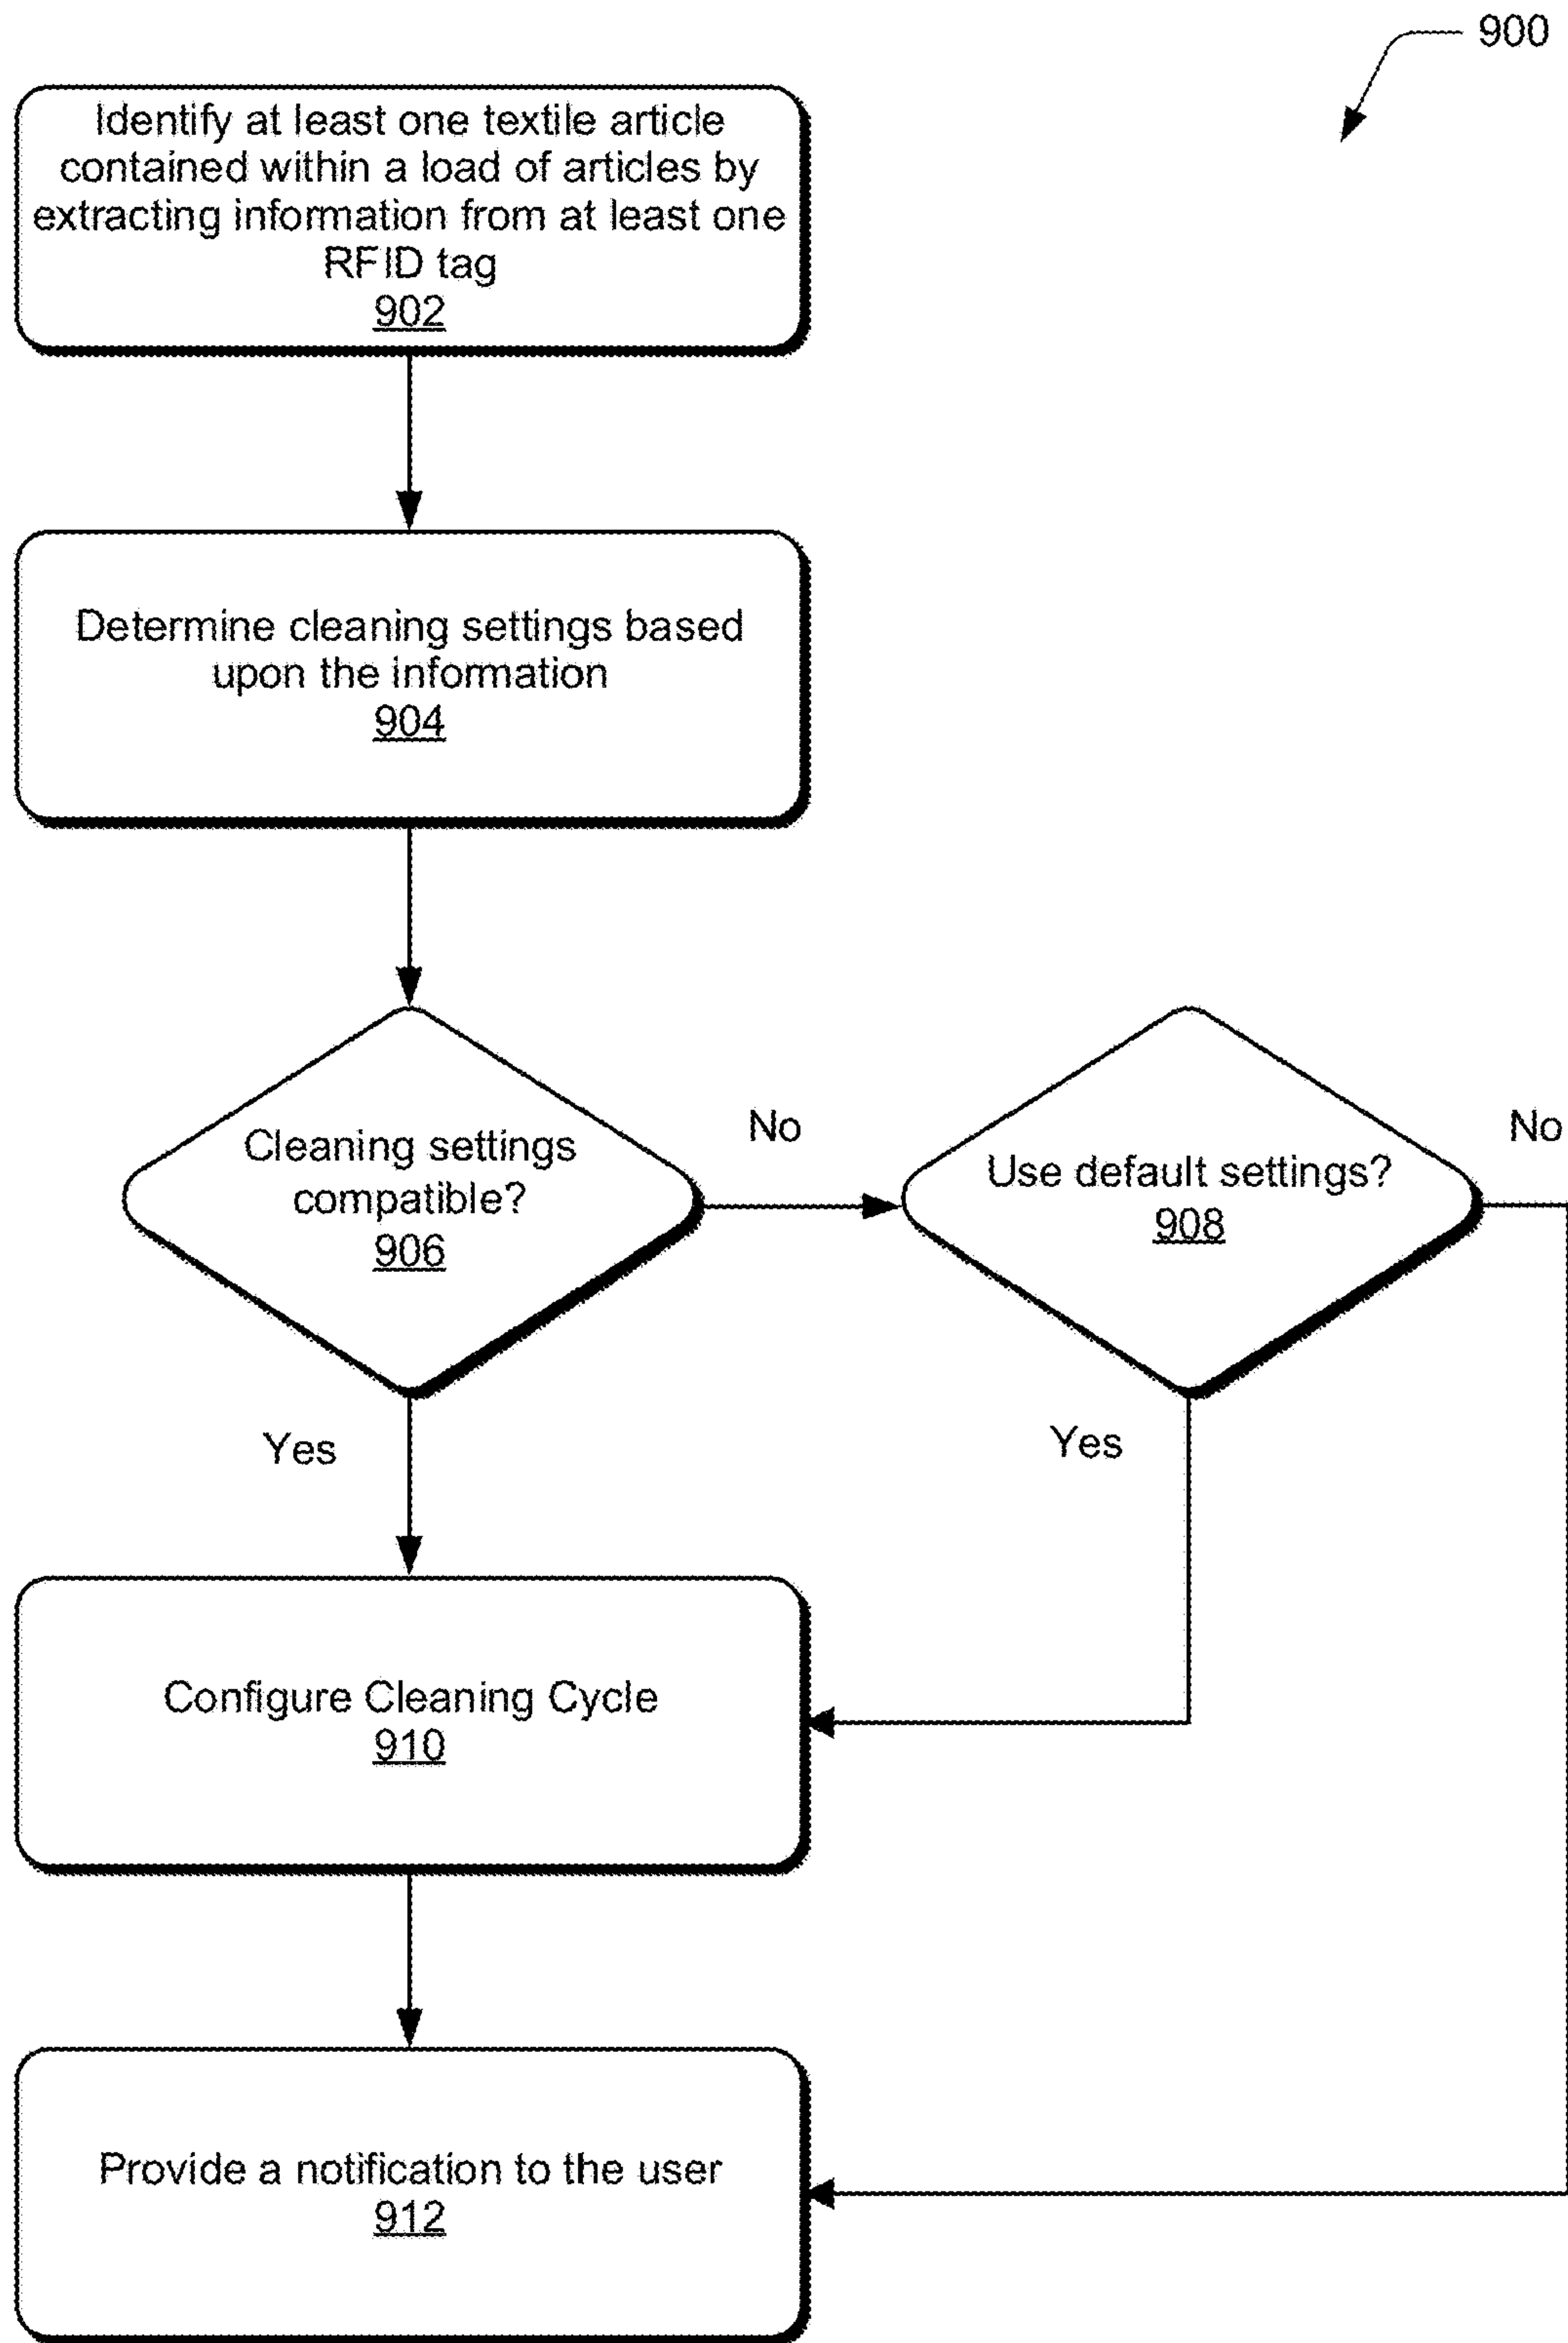 900
Identify at least one textile article
contained within a load of articles by
extracting information from at least one
RFID tag
902
Determine cleaning settings based
upon the information
904
Cleaning settings
compatible?
906
No
Use default settings?
908
No
Yes
Yes
Configure Cleaning Cycle
910
Provide a notification to the user
912